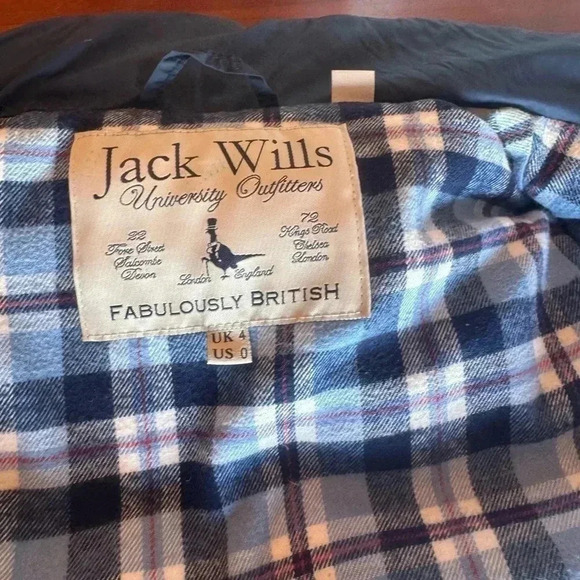 Jack Wills
University Outfitters
22
Fore Street
Salcombe
Devon
72
Kings Road
Chelsea
London
London England
FABULOUSLY BRITISH
UK 4
US 0